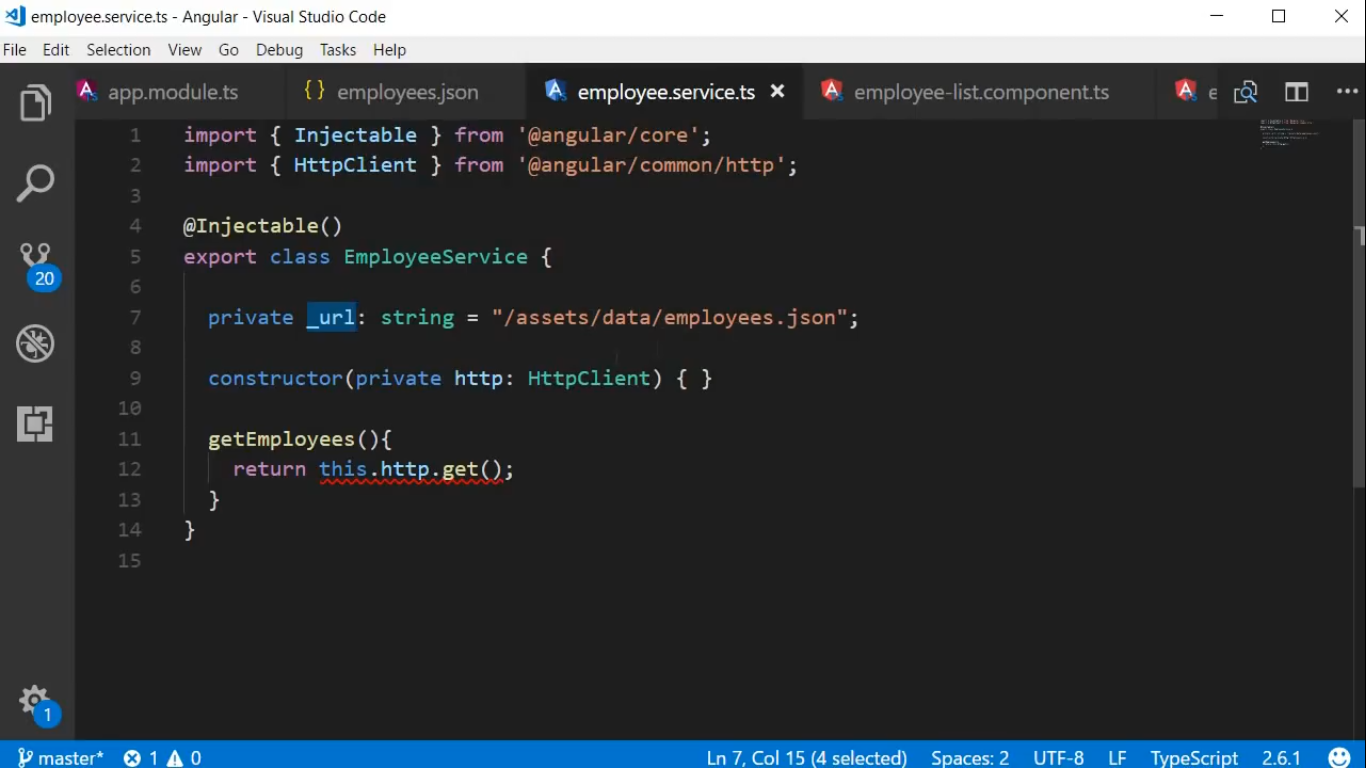 employee.service.ts - Angular - Visual Studio Code
File Edit Selection View Go Debug Tasks Help
app.module.ts {} employees.json employee.service.ts employee-list.component.ts e
1 import { Injectable } from '@angular/core';
2 import { HttpClient } from '@angular/common/http';
3
4 @Injectable()
5 export class EmployeeService {
6
7 private _url: string = "/assets/data/employees.json";
8
9 constructor(private http: HttpClient) { }
10
11 getEmployees(){
12 return this.http.get();
13 }
14 }
15
20
1
master* 1 0 Ln 7, Col 15 (4 selected) Spaces: 2 UTF-8 LF TypeScript 2.6.1